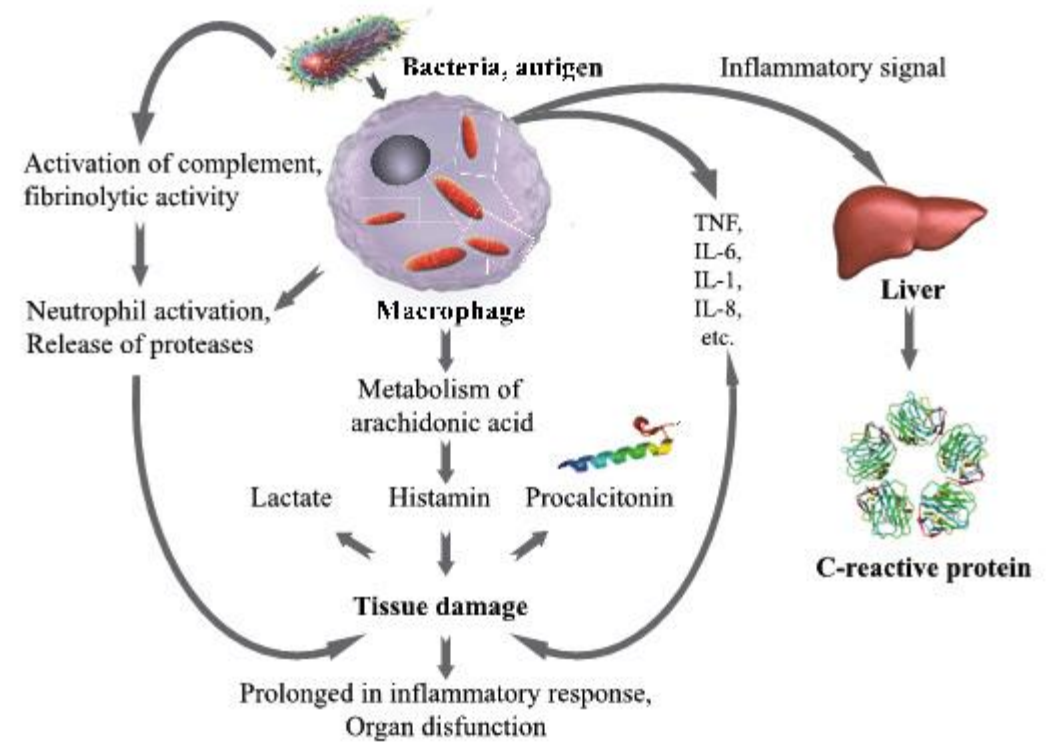 Bacteria, antigen
Inflammatory signal
Activation of complement,
fibrinolytic activity
TNF,
IL-6,
IL-1,
IL-8,
etc.
Liver
Neutrophil activation,
Release of proteases
Macrophage
Metabolism of
arachidonic acid
Lactate
Histamin
Procalcitonin
C-reactive protein
Tissue damage
Prolonged in inflammatory response,
Organ disfunction